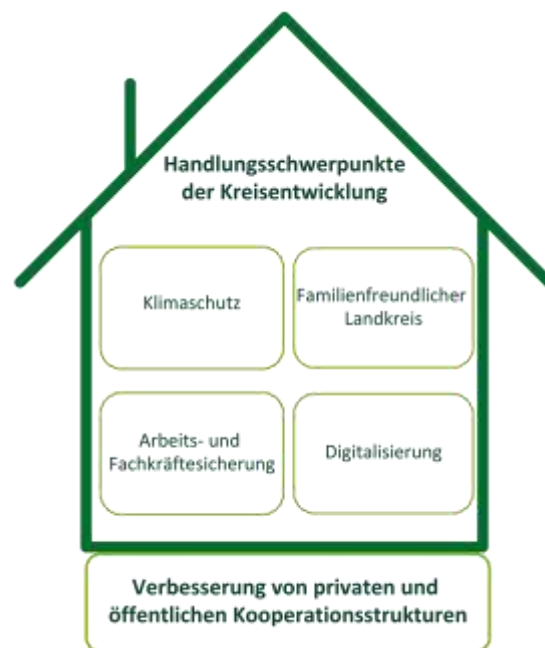 Handlungsschwerpunkte
der Kreisentwicklung
Klimaschutz
Familienfreundlicher
Landkreis
Arbeits- und
Fachkräftesicherung
Digitalisierung
Verbesserung von privaten und
öffentlichen Kooperationsstrukturen